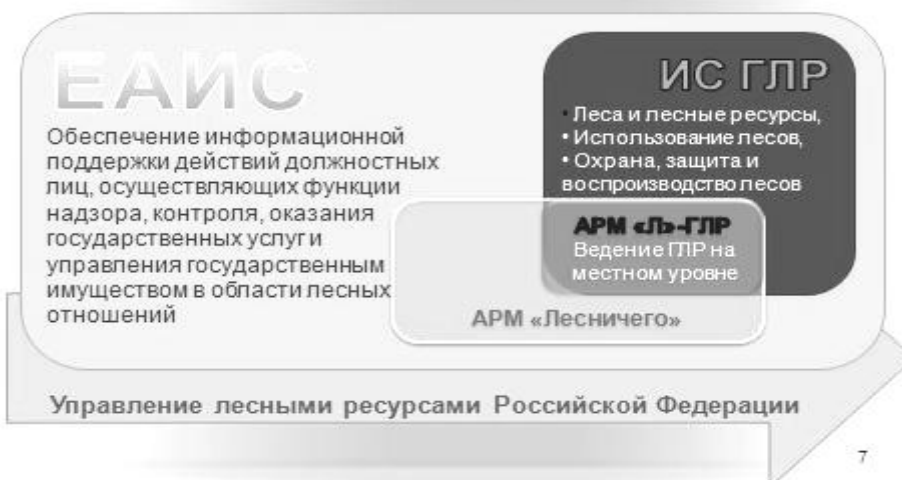 ЕАИС
Обеспечение информационной
поддержки действий должностных
лиц, осуществляющих функции
надзора, контроля, оказания
государственных услуг и
управления государственным
имуществом в области лесных
отношений
ИС ГЛР
• Леса и лесные ресурсы,
• Использование лесов,
• Охрана, защита и
воспроизводство лесов
АРМ «Л»-ГЛР
Ведение ГЛР на
местном уровне
АРМ «Лесничего»
Управление лесными ресурсами Российской Федерации
7